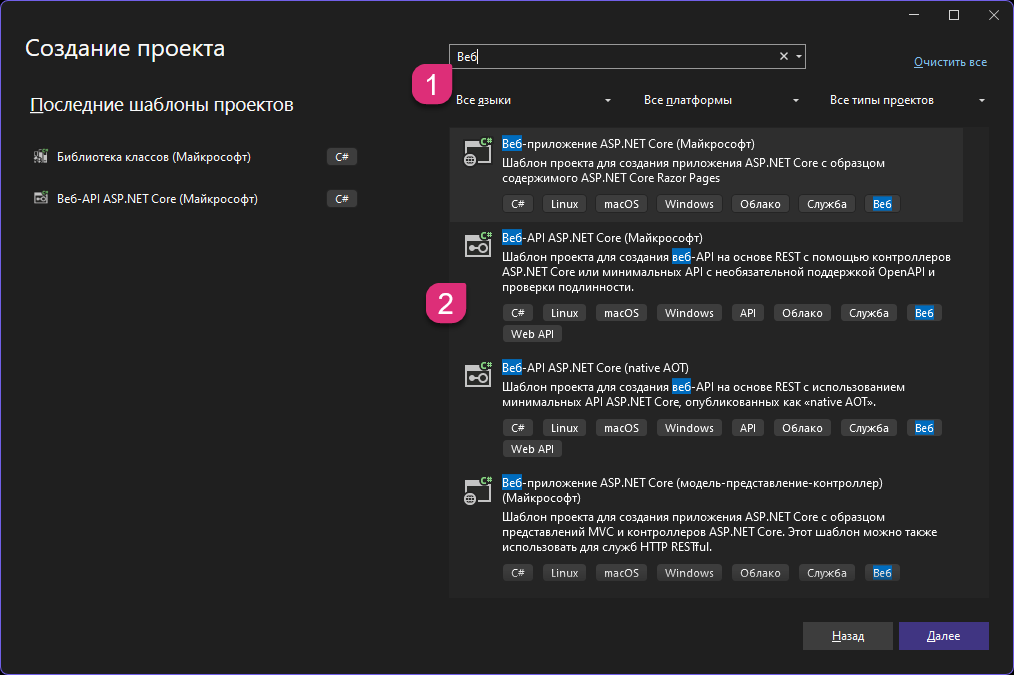 Создание проекта
Последние шаблоны проектов
Библиотека классов (Майкрософт) C#
Веб-API ASP.NET Core (Майкрософт) C#
Веб
Очистить все
1
Все языки Все платформы Все типы проектов
C#
Веб-приложение ASP.NET Core (Майкрософт)
Шаблон проекта для создания приложения ASP.NET Core с образцом
содержимого ASP.NET Core Razor Pages
C# Linux macOS Windows Облако Служба Веб
C#
Веб-API ASP.NET Core (Майкрософт)
Шаблон проекта для создания веб-API на основе REST с помощью контроллеров
ASP.NET Core или минимальных API с необязательной поддержкой OpenAPI и
проверки подлинности.
2
C# Linux macOS Windows API Облако Служба Веб
Web API
C#
Веб-API ASP.NET Core (native AOT)
Шаблон проекта для создания веб-API на основе REST с использованием
минимальных API ASP.NET Core, опубликованных как «native AOT».
C# Linux macOS Windows API Облако Служба Веб
Web API
C#
Веб-приложение ASP.NET Core (модель-представление-контроллер)
(Майкрософт)
Шаблон проекта для создания приложения ASP.NET Core с образцом
представлений MVC и контроллеров ASP.NET Core. Этот шаблон можно также
использовать для служб HTTP RESTful.
C# Linux macOS Windows Облако Служба Веб
Назад Далее